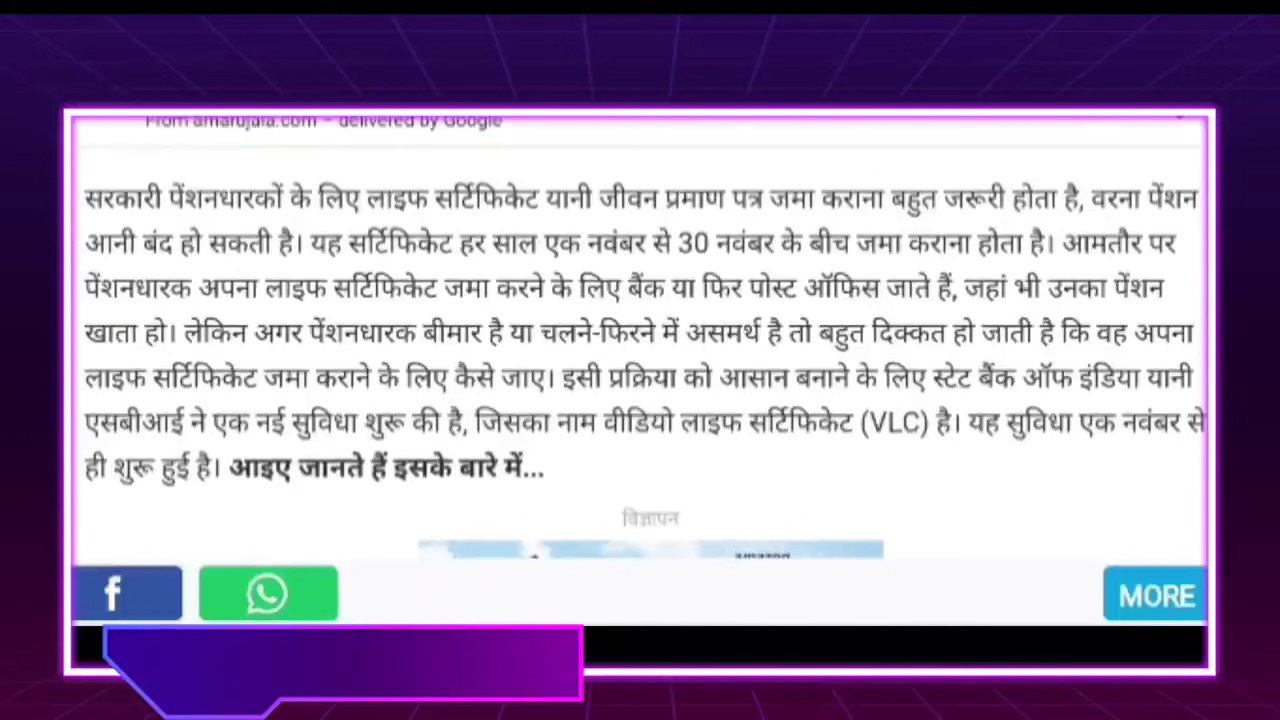 From amarujala.com - delivered by Google
सरकारी पेंशनधारकों के लिए लाइफ सर्टिफिकेट यानी जीवन प्रमाण पत्र जमा कराना बहुत जरूरी होता है, वरना पेंशन
आनी बंद हो सकती है। यह सर्टिफिकेट हर साल एक नवंबर से 30 नवंबर के बीच जमा कराना होता है। आमतौर पर
पेंशनधारक अपना लाइफ सर्टिफिकेट जमा करने के लिए बैंक या फिर पोस्ट ऑफिस जाते हैं, जहां भी उनका पेंशन
खाता हो। लेकिन अगर पेंशनधारक बीमार है या चलने-फिरने में असमर्थ है तो बहुत दिक्कत हो जाती है कि वह अपना
लाइफ सर्टिफिकेट जमा कराने के लिए कैसे जाए। इसी प्रक्रिया को आसान बनाने के लिए स्टेट बैंक ऑफ इंडिया यानी
एसबीआई ने एक नई सुविधा शुरू की है, जिसका नाम वीडियो लाइफ सर्टिफिकेट (VLC) है। यह सुविधा एक नवंबर से
ही शुरू हुई है। आइए जानते हैं इसके बारे में...
विज्ञापन
f
MORE